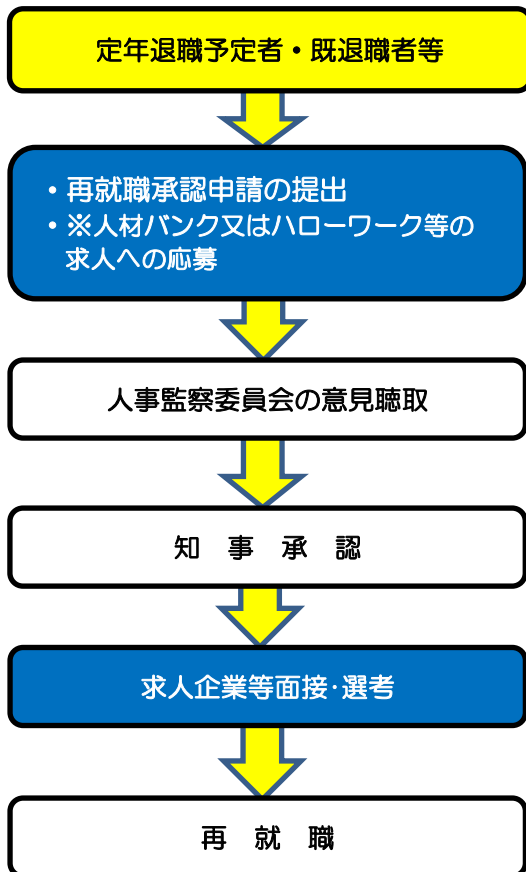 定年退職予定者・既退職者等
・再就職承認申請の提出
・※人材バンク又はハローワーク等の
求人への応募
人事監察委員会の意見聴取
知 事 承 認
求人企業等面接・選考
再 就 職